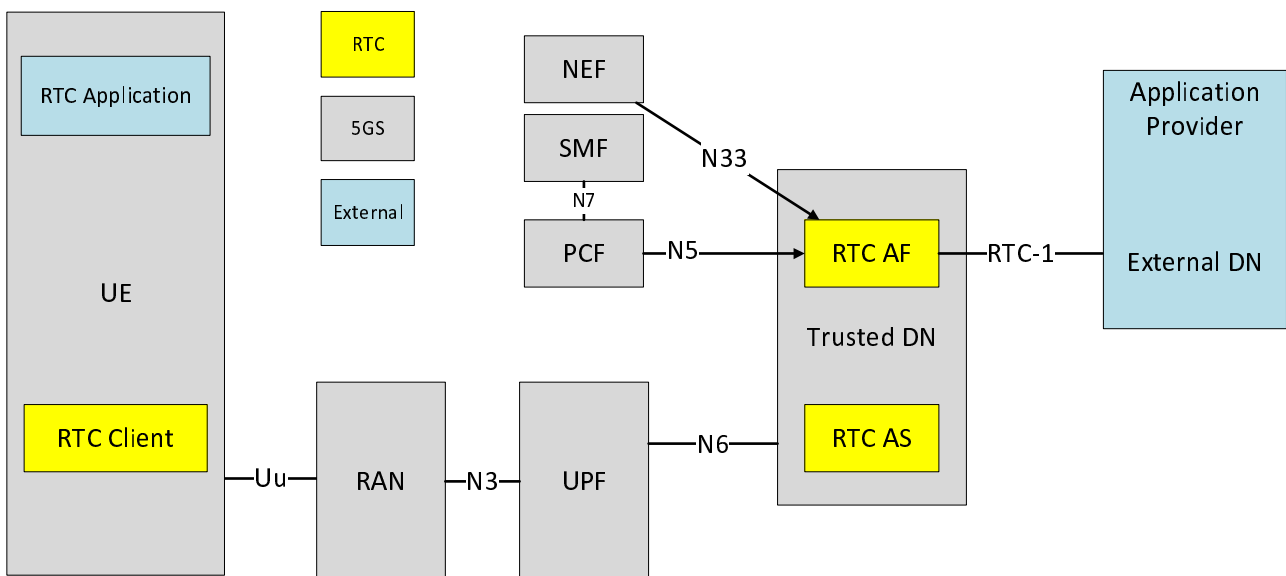 RTC Application
UE
RTC Client
RTC
5GS
External
NEF
SMF
N7
PCF
N33
N5
RTC AF
RTC-1
Trusted DN
RTC AS
Application
Provider
External DN
Uu
RAN
N3
UPF
N6